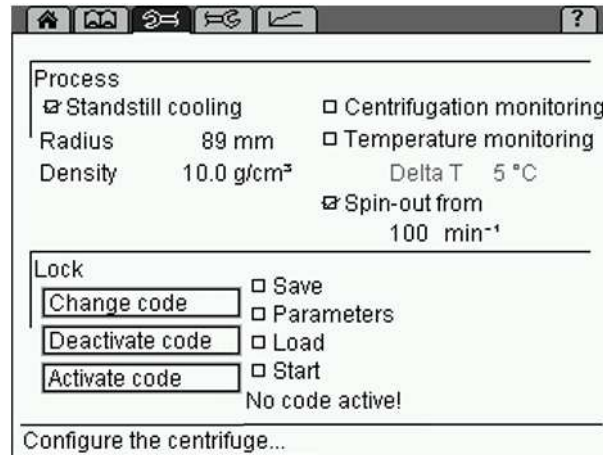 ?
Process
Standstill cooling
Centrifugation monitoring
Radius 89 mm
Temperature monitoring
Density 10.0 g/cm³
Delta T 5 °C
Spin-out from
100 min⁻¹
Lock
Change code
Deactivate code
Activate code
Save
Parameters
Load
Start
No code active!
Configure the centrifuge...